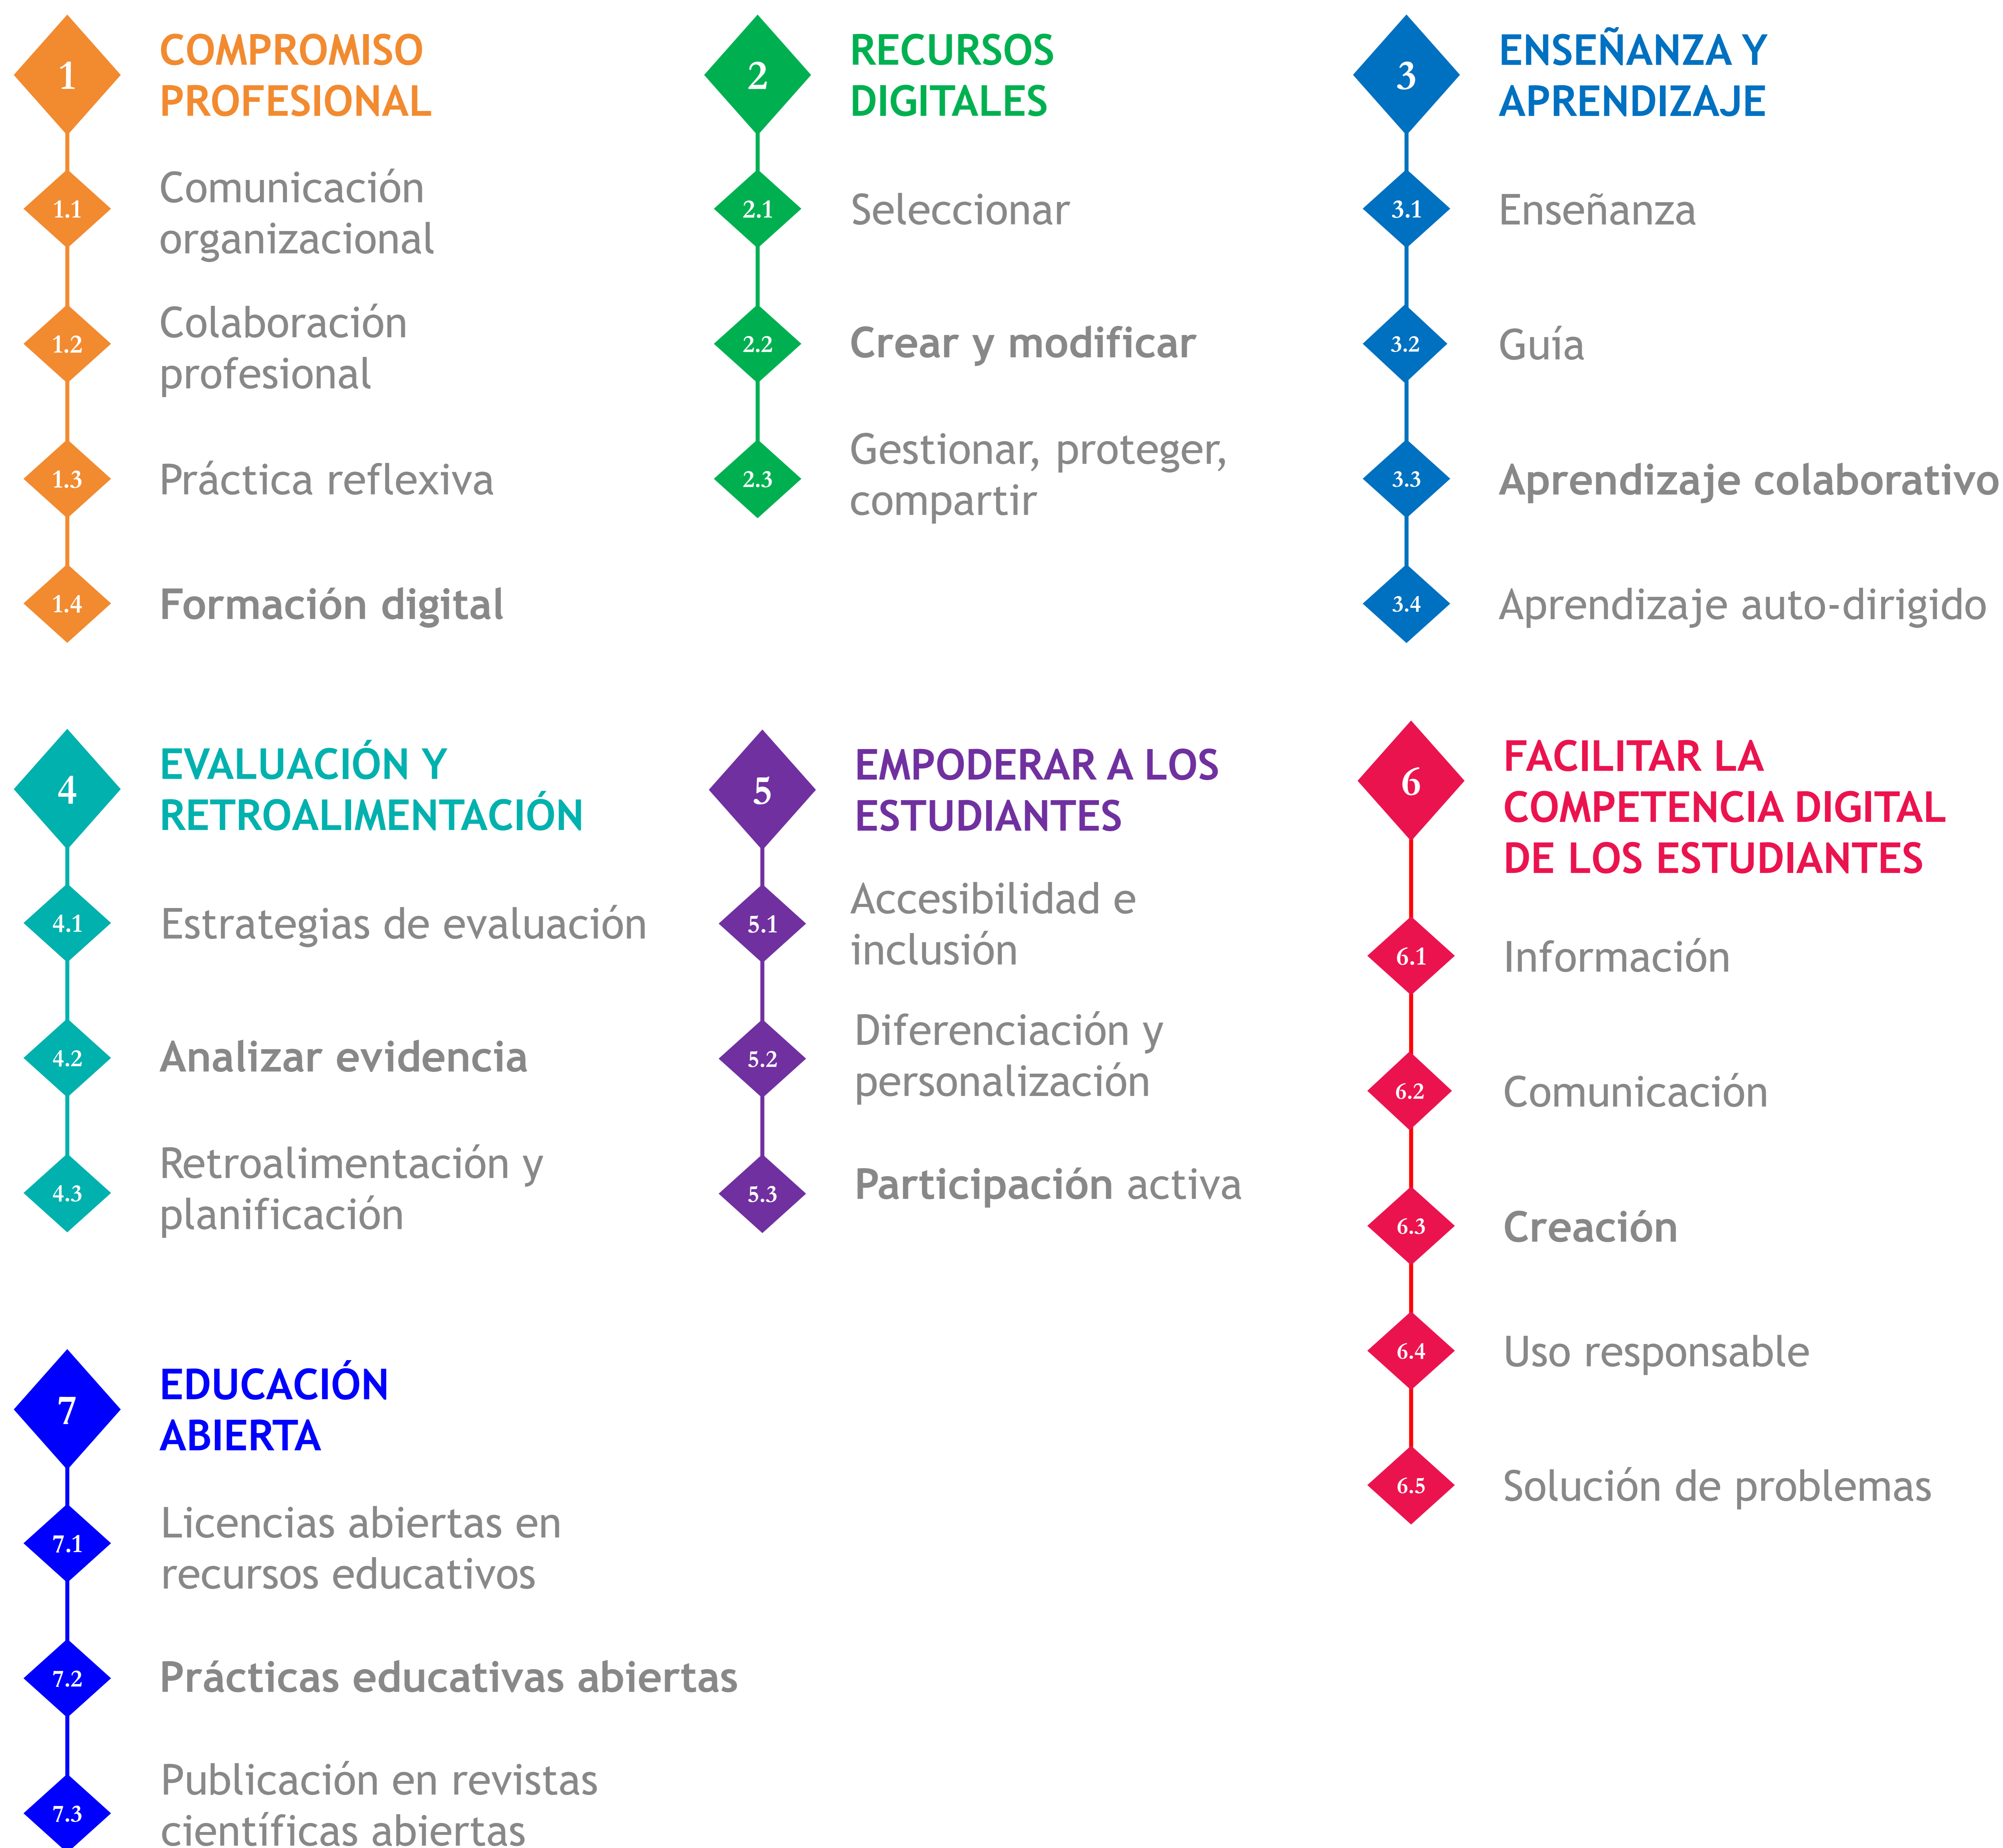 1
COMPROMISO
PROFESIONAL
1.1
Comunicación
organizacional
1.2
Colaboración
profesional
1.3
Práctica reflexiva
1.4
Formación digital
2
RECURSOS
DIGITALES
2.1
Seleccionar
2.2
Crear y modificar
2.3
Gestionar, proteger,
compartir
3
ENSEÑANZA Y
APRENDIZAJE
3.1
Enseñanza
3.2
Guía
3.3
Aprendizaje colaborativo
3.4
Aprendizaje auto-dirigido
4
EVALUACIÓN Y
RETROALIMENTACIÓN
4.1
Estrategias de evaluación
4.2
Analizar evidencia
4.3
Retroalimentación y
planificación
5
EMPODERAR A LOS
ESTUDIANTES
5.1
Accesibilidad e
inclusión
5.2
Diferenciación y
personalización
5.3
Participación activa
6
FACILITAR LA
COMPETENCIA DIGITAL
DE LOS ESTUDIANTES
6.1
Información
6.2
Comunicación
6.3
Creación
6.4
Uso responsable
6.5
Solución de problemas
7
EDUCACIÓN
ABIERTA
7.1
Licencias abiertas en
recursos educativos
7.2
Prácticas educativas abiertas
7.3
Publicación en revistas
científicas abiertas